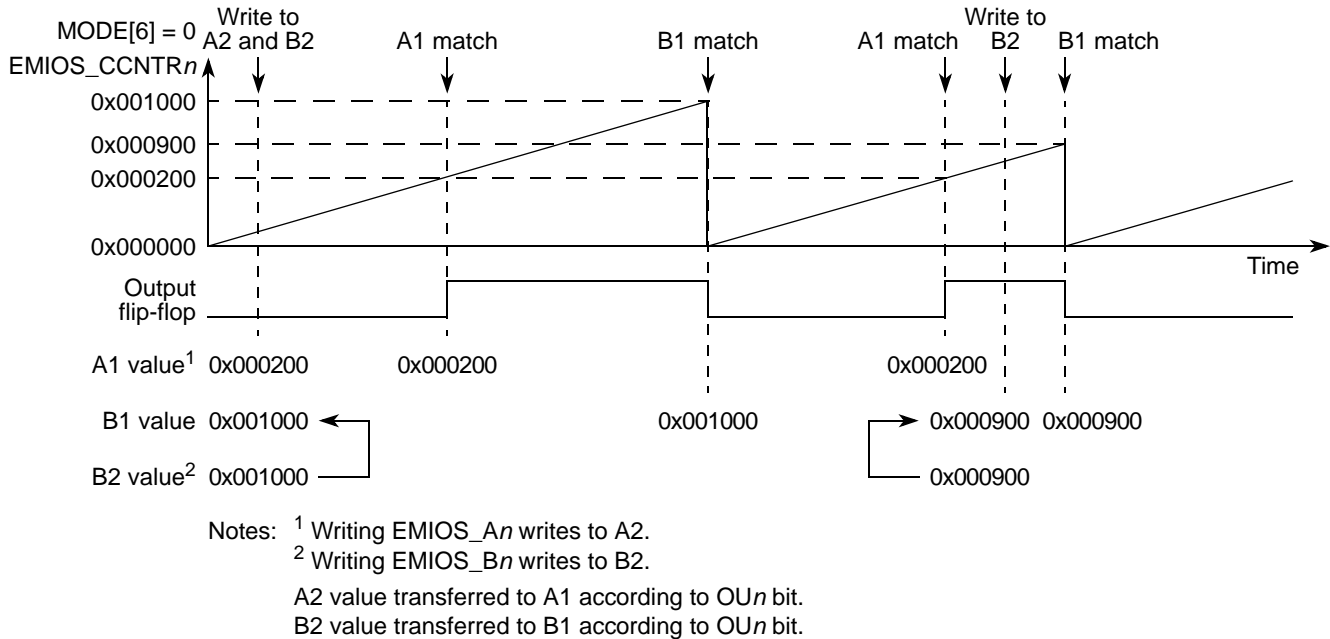 MODE[6] = 0
Write to A2 and B2
A1 match
B1 match
A1 match
Write to B2
B1 match
EMIOS_CCNTRn
0x001000
0x000900
0x000200
0x000000
Time
Output flip-flop
A1 value1 0x000200 0x000200 0x000200
B1 value 0x001000 0x001000 0x000900 0x000900
B2 value2 0x001000 0x000900
Notes: 1 Writing EMIOS_An writes to A2.
2 Writing EMIOS_Bn writes to B2.
A2 value transferred to A1 according to OUn bit.
B2 value transferred to B1 according to OUn bit.